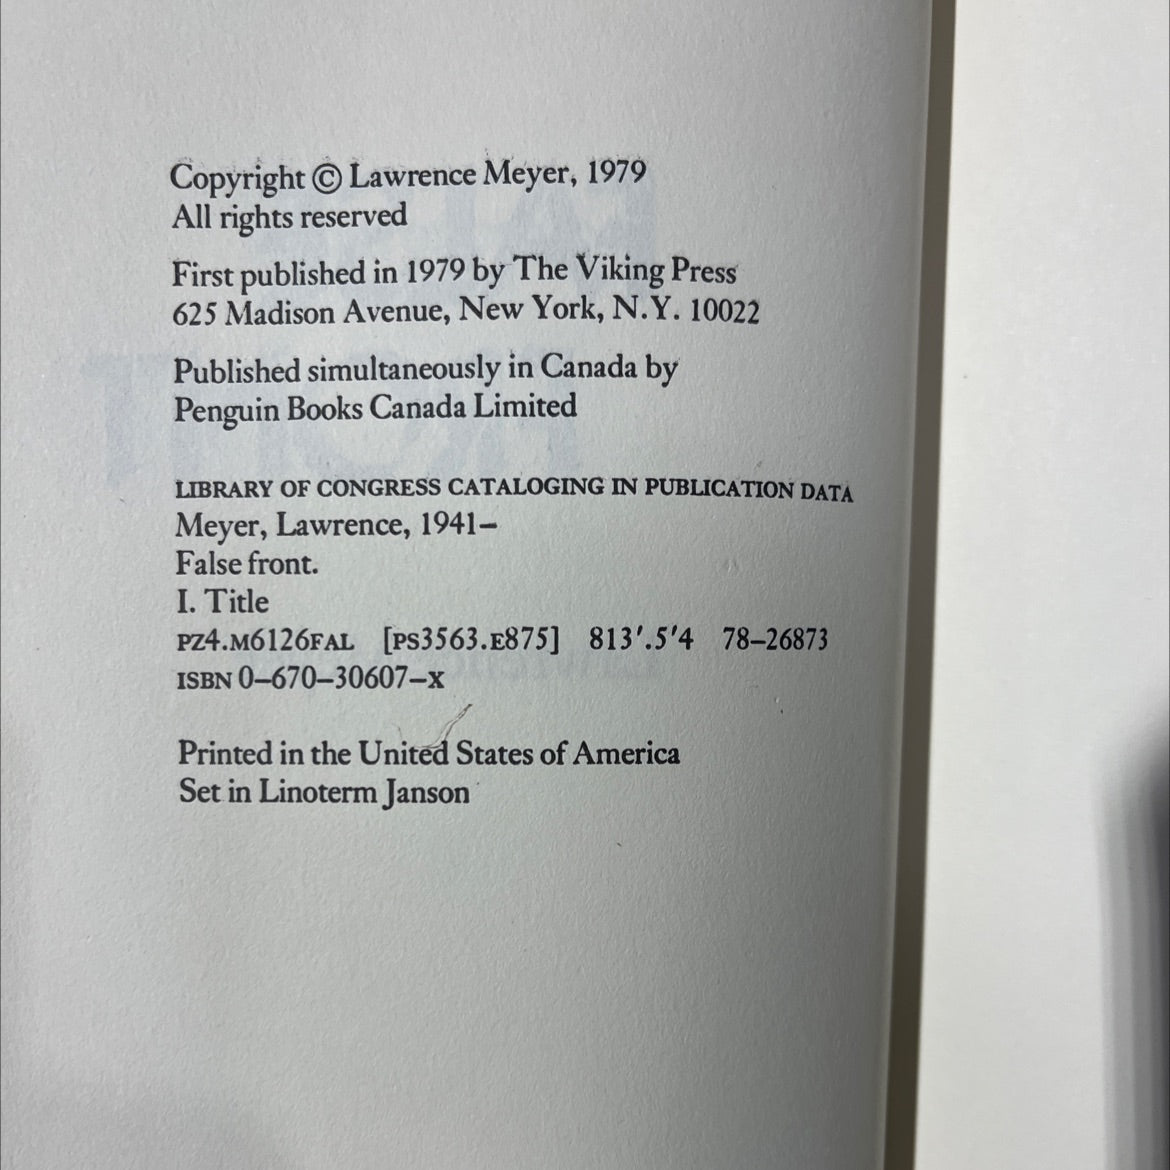 Copyright © Lawrence Meyer, 1979
All rights reserved
First published in 1979 by The Viking Press
625 Madison Avenue, New York, N.Y. 10022
Published simultaneously in Canada by
Penguin Books Canada Limited
LIBRARY OF CONGRESS CATALOGING IN PUBLICATION DATA
Meyer, Lawrence, 1941–
False front.
I. Title
PZ4.M6126FAL [PS3563.E875] 813′.5′4 78–26873
ISBN 0–670–30607–X
Printed in the United States of America
Set in Linoterm Janson